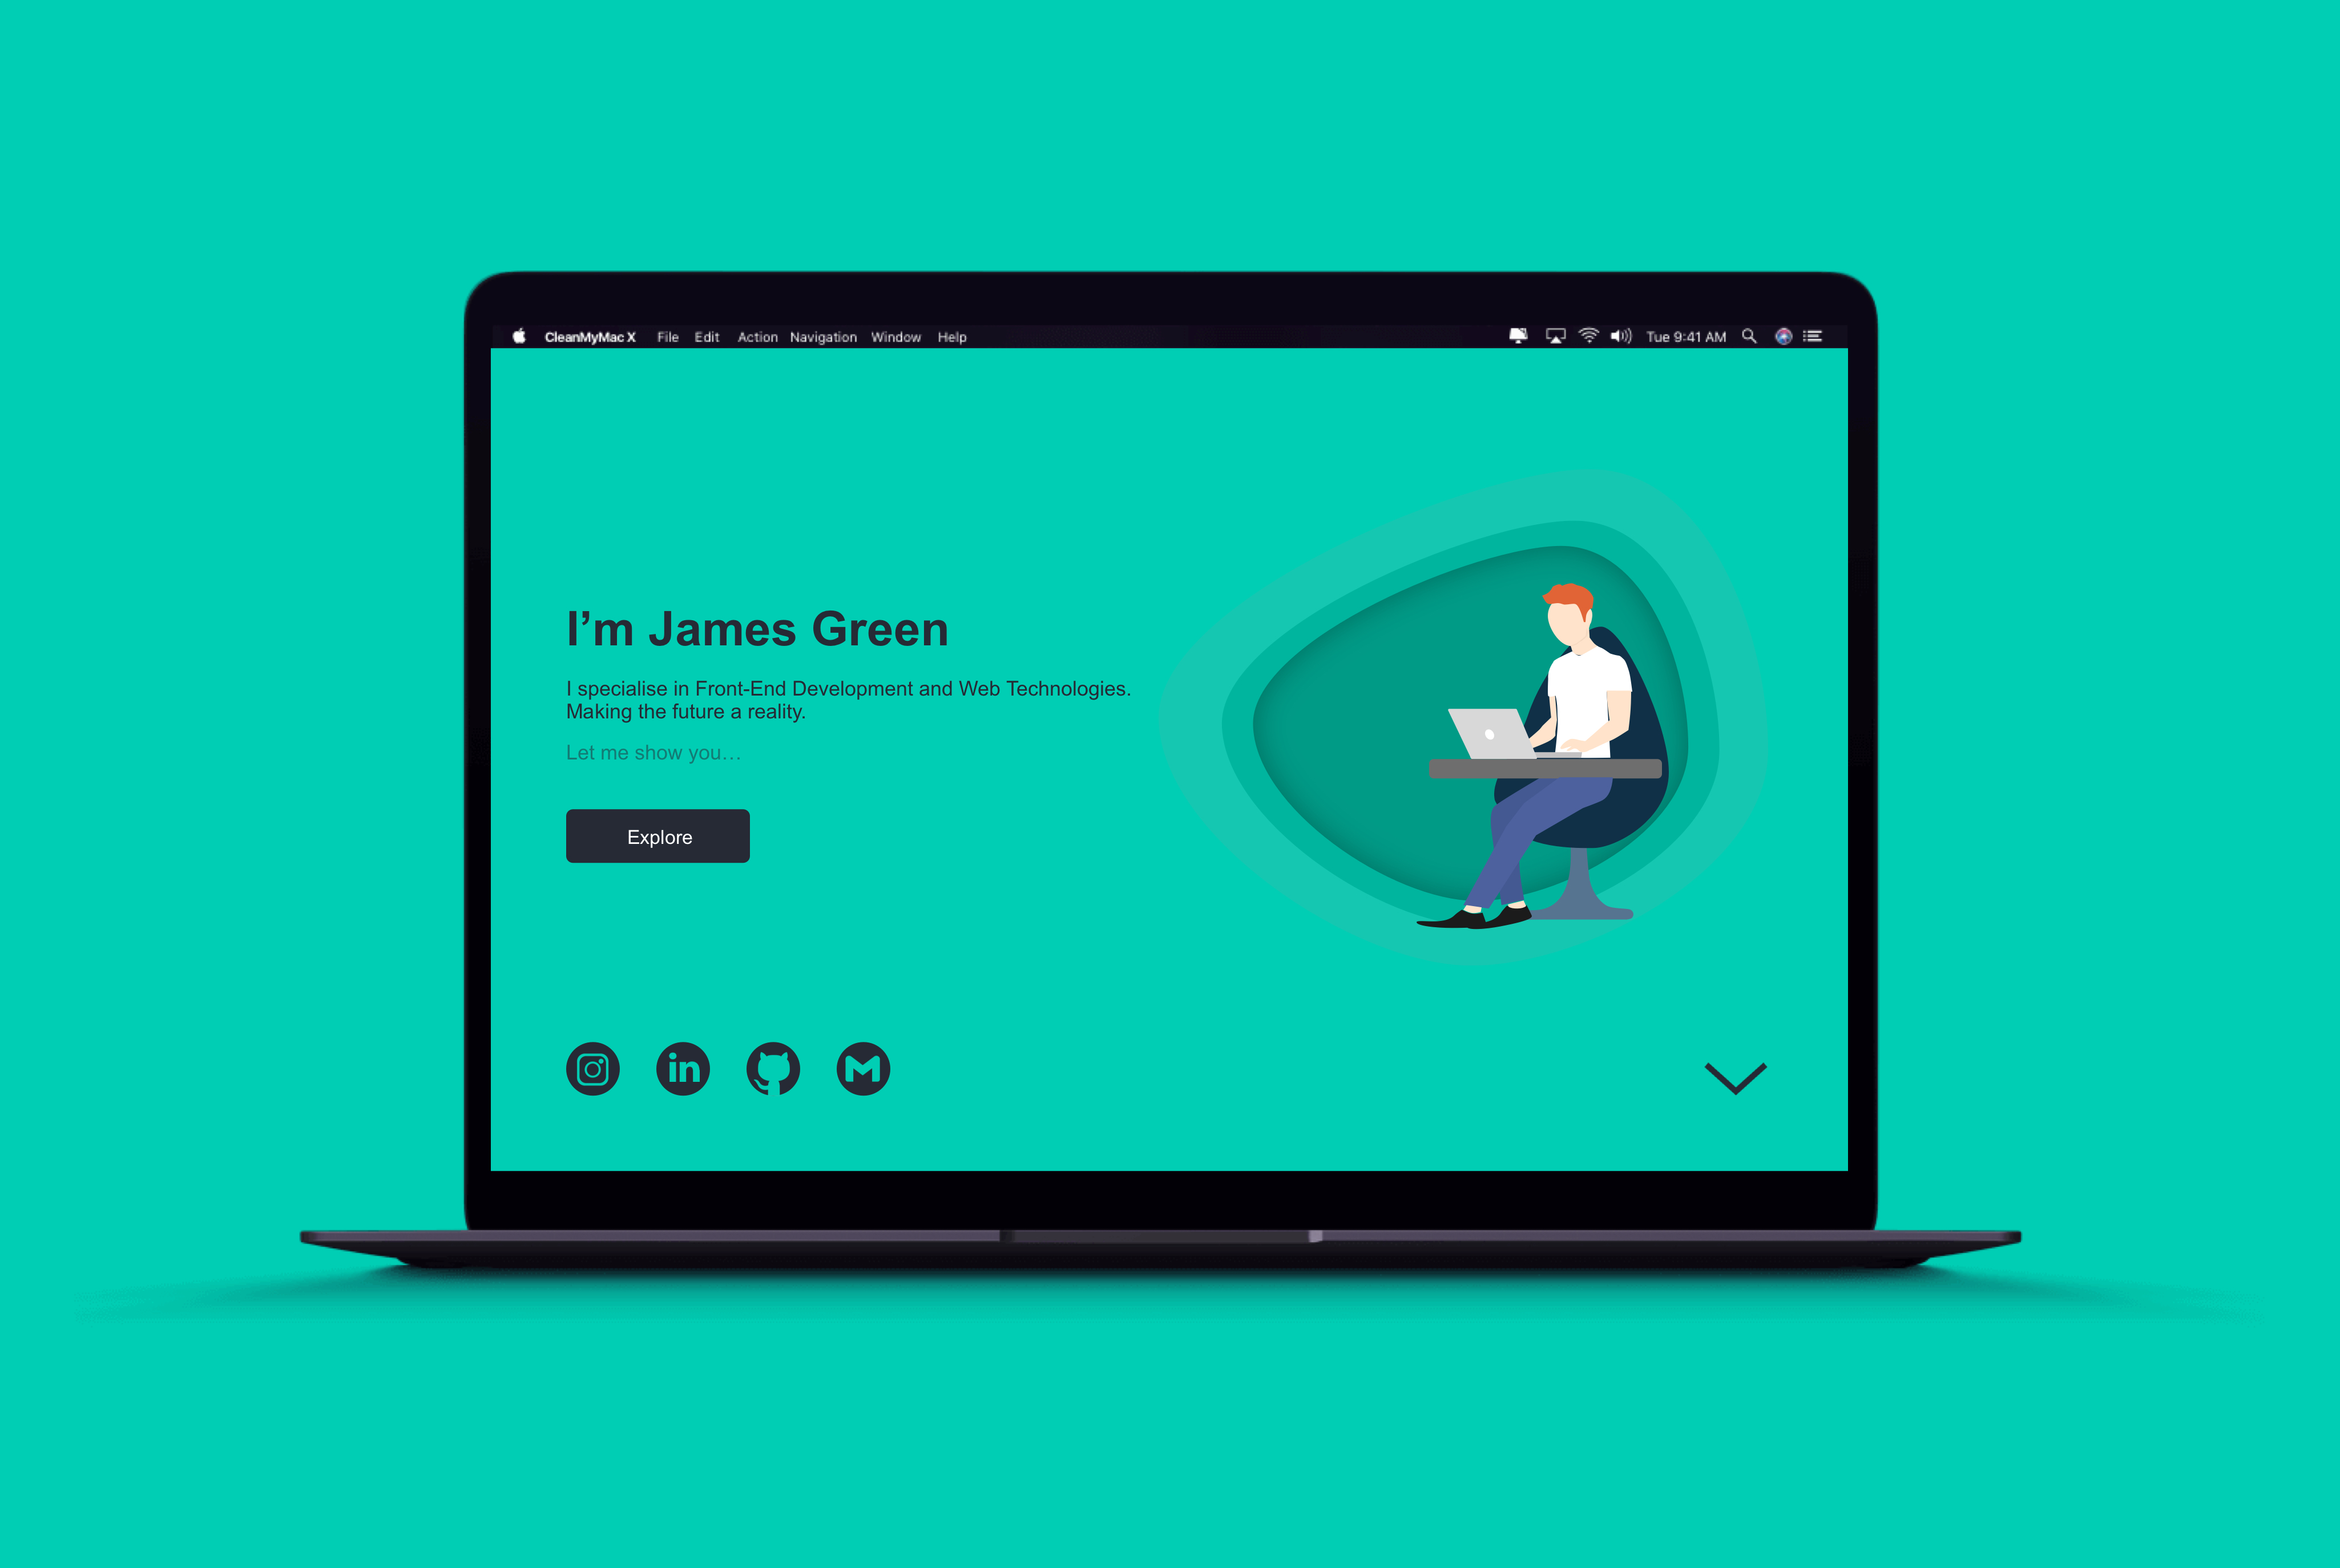 CleanMyMac X File Edit Action Navigation Window Help Tue 9:41 AM
I’m James Green
I specialise in Front-End Development and Web Technologies.
Making the future a reality.
Let me show you…
Explore
in